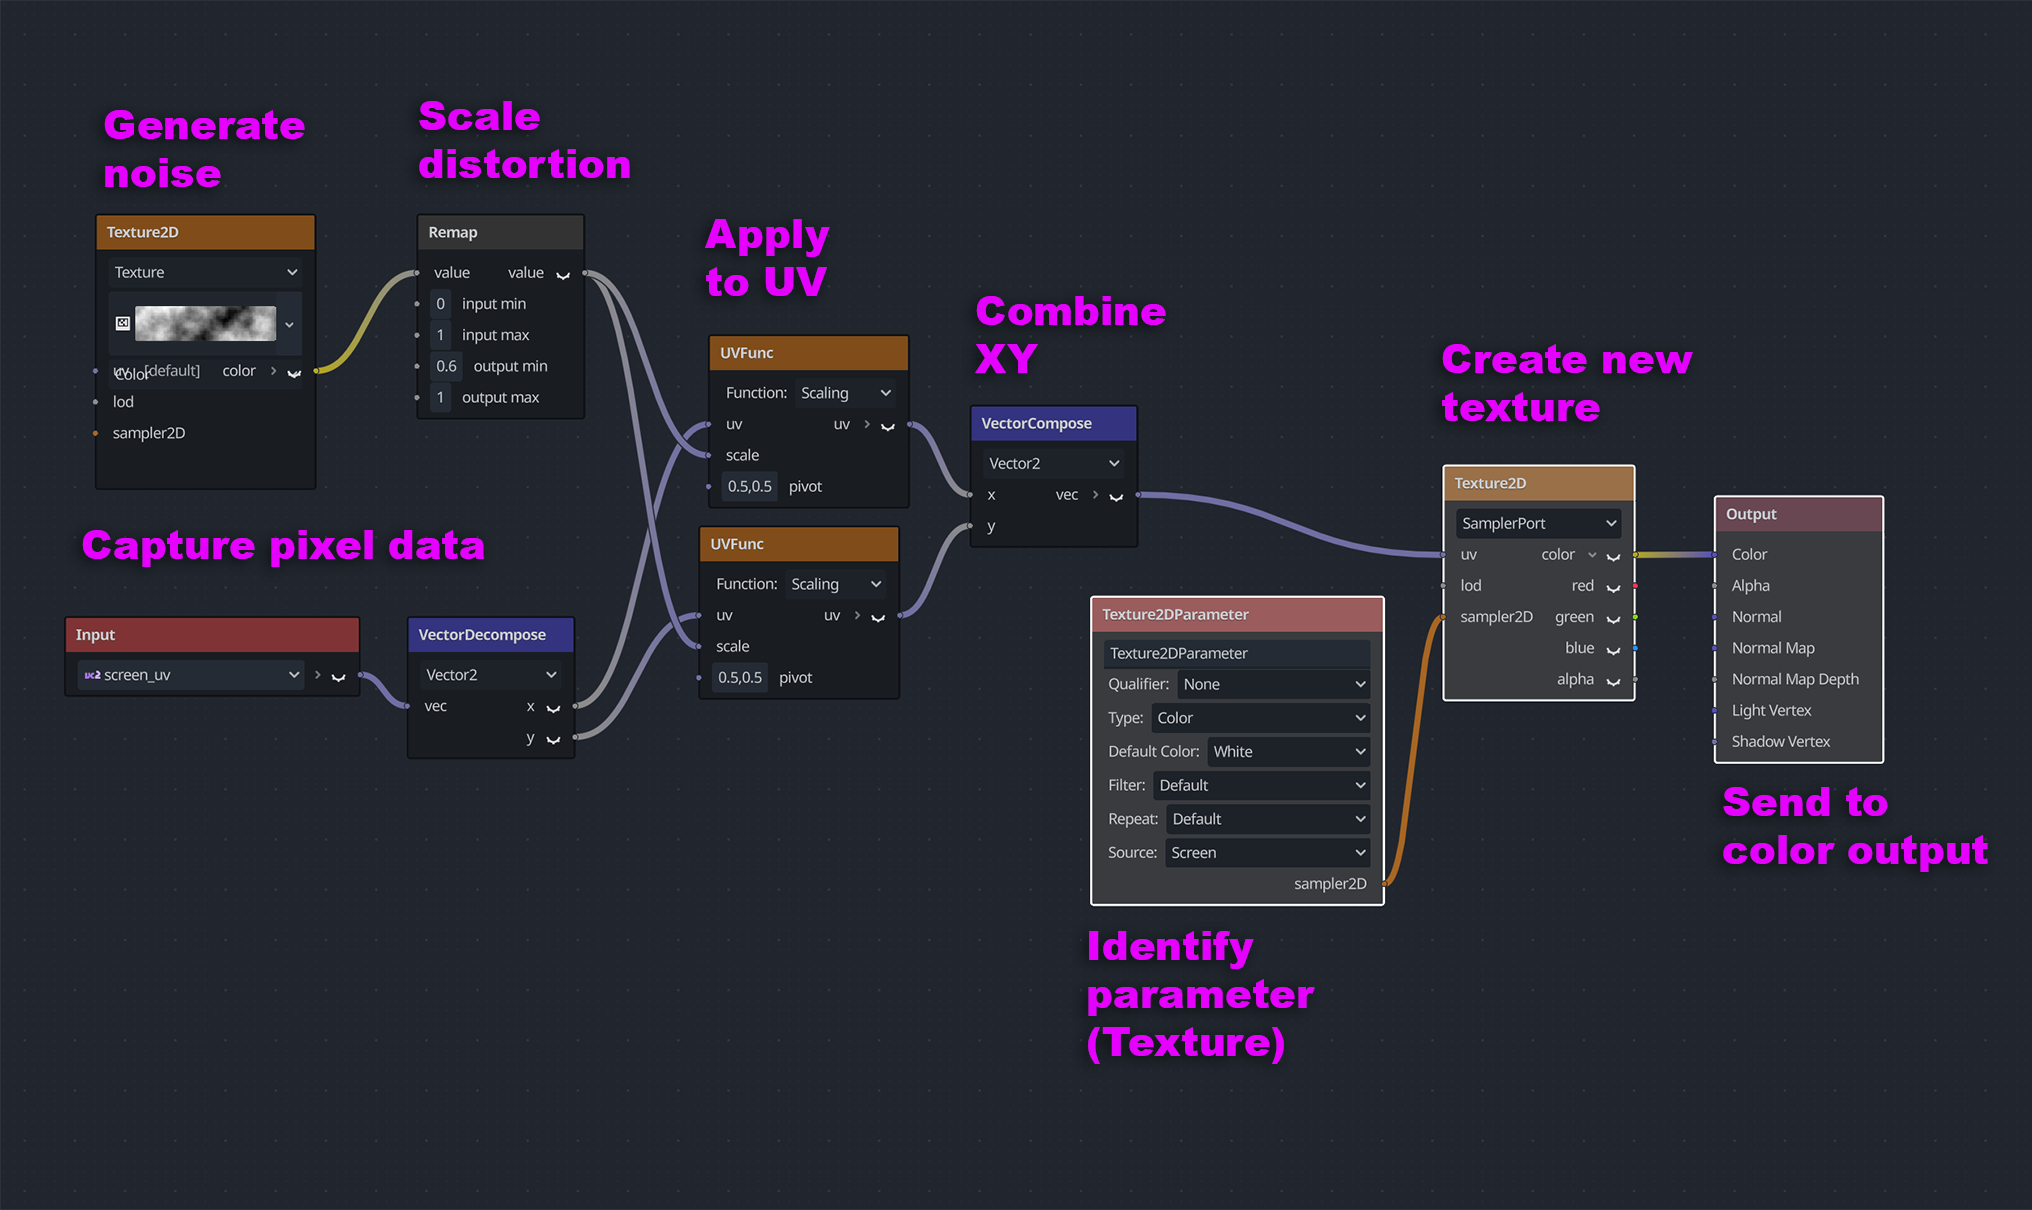 Generate
noise
Scale
distortion
Texture2D
Texture
uv [default] color
Color
lod
sampler2D
Remap
value value
0 input min
1 input max
0.6 output min
1 output max
Apply
to UV
UVFunc
Function: Scaling
uv uv
scale
0.5,0.5 pivot
Combine
XY
VectorCompose
Vector2
x vec
y
Capture pixel data
Input
vc2 screen_uv
VectorDecompose
Vector2
vec x
y
UVFunc
Function: Scaling
uv uv
scale
0.5,0.5 pivot
Texture2DParameter
Texture2DParameter
Qualifier: None
Type: Color
Default Color: White
Filter: Default
Repeat: Default
Source: Screen
sampler2D
Identify
parameter
(Texture)
Create new
texture
Texture2D
SamplerPort
uv color
lod red
sampler2D green
blue
alpha
Output
Color
Alpha
Normal
Normal Map
Normal Map Depth
Light Vertex
Shadow Vertex
Send to
color output